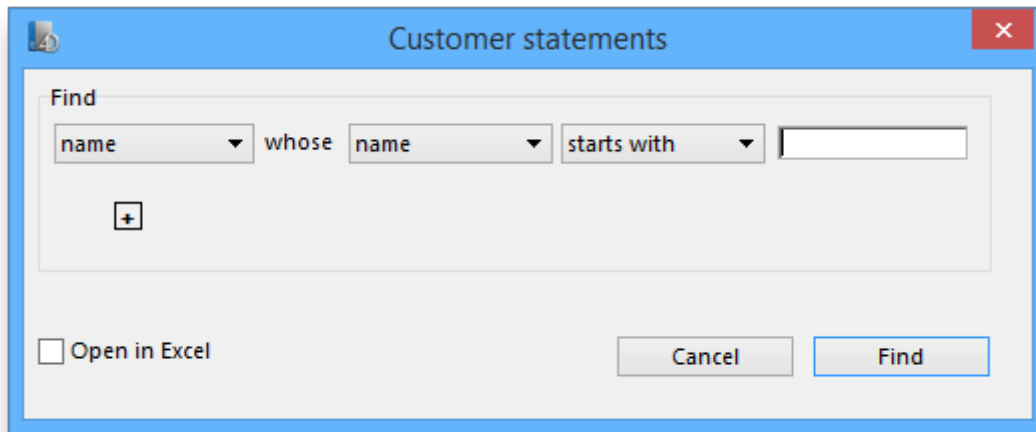 Customer statements
Find
name whose name starts with
+
Open in Excel Cancel Find